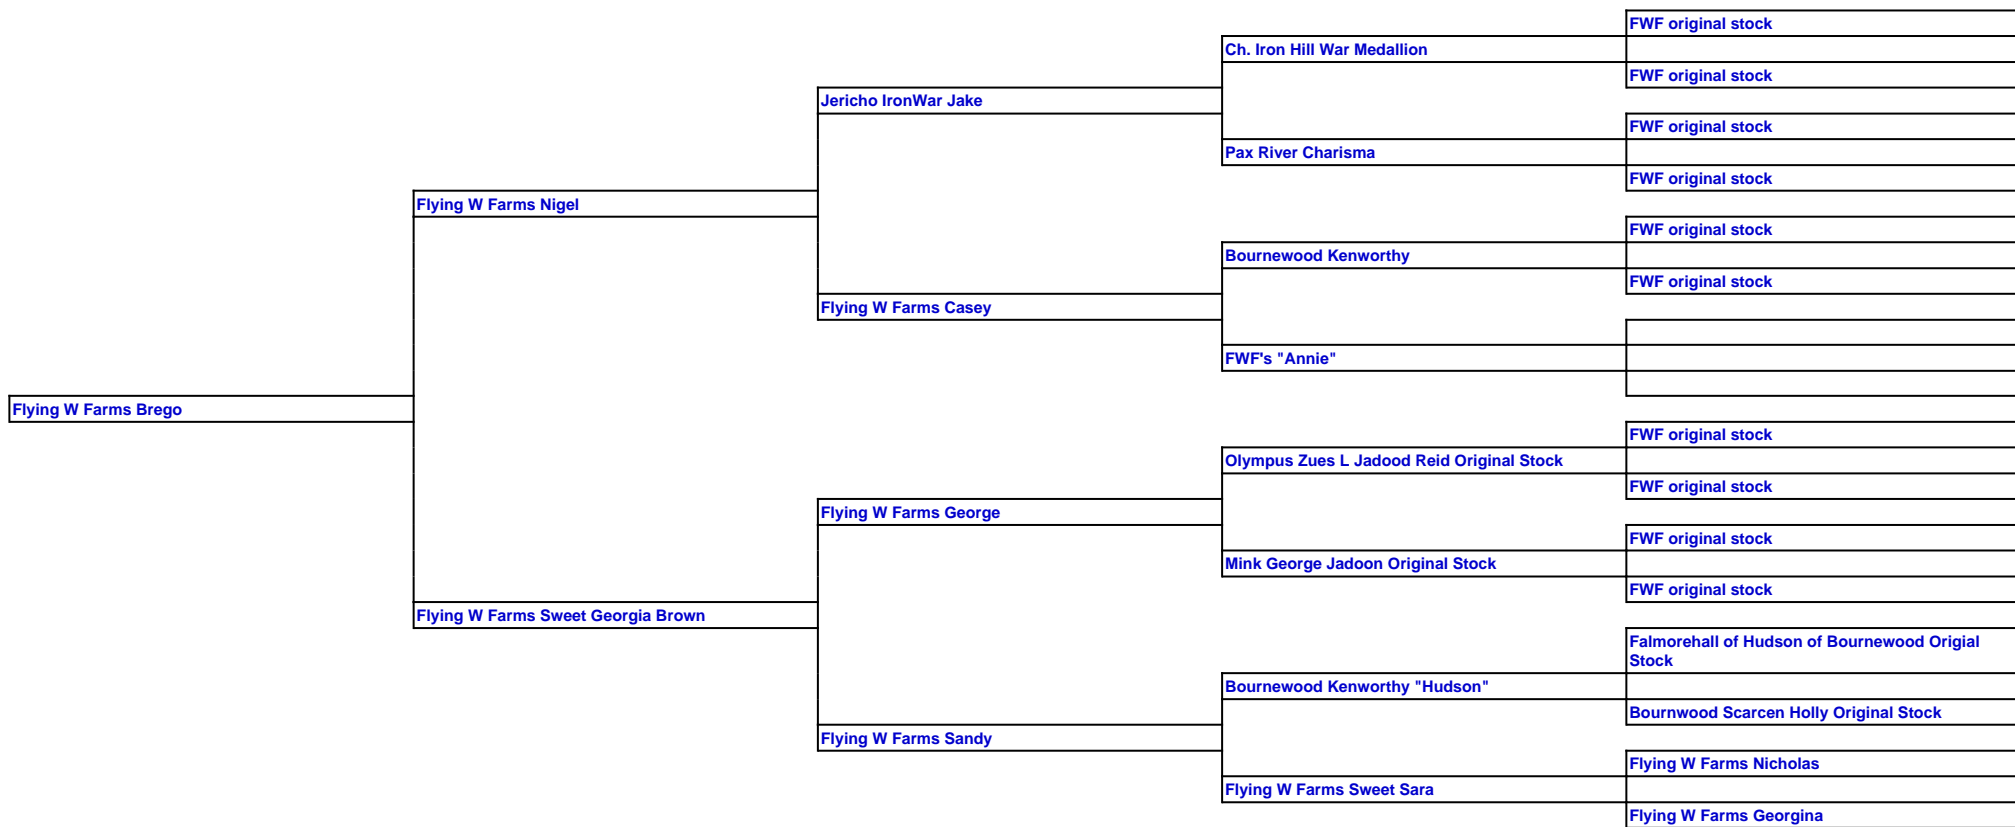 FWF original stock
Ch. Iron Hill War Medallion
FWF original stock
Jericho IronWar Jake
FWF original stock
Pax River Charisma
FWF original stock
Flying W Farms Nigel
FWF original stock
Bournewood Kenworthy
FWF original stock
Flying W Farms Casey
FWF's "Annie"
Flying W Farms Brego
FWF original stock
Olympus Zues L Jadood Reid Original Stock
FWF original stock
Flying W Farms George
FWF original stock
Mink George Jadoon Original Stock
FWF original stock
Flying W Farms Sweet Georgia Brown
Falmorehall of Hudson of Bournewood Origial
Stock
Bournewood Kenworthy "Hudson"
Bournwood Scarcen Holly Original Stock
Flying W Farms Sandy
Flying W Farms Nicholas
Flying W Farms Sweet Sara
Flying W Farms Georgina